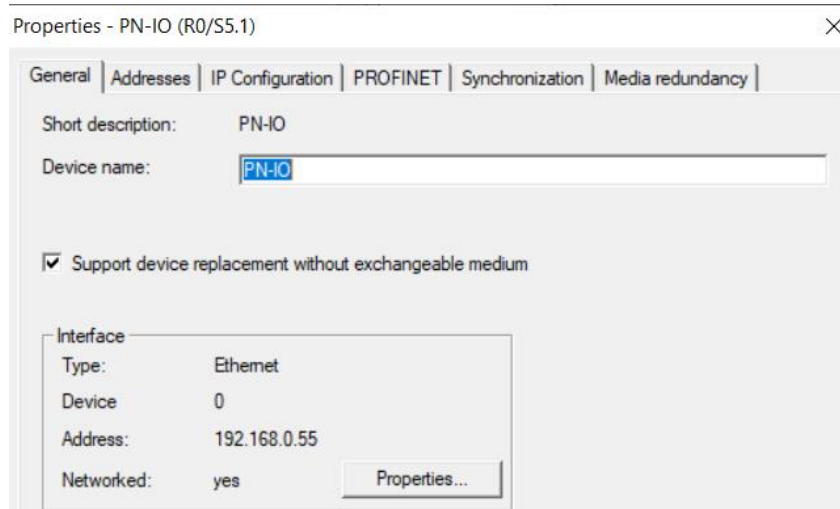 Properties - PN-IO (R0/S5.1)
General Addresses IP Configuration PROFINET Synchronization Media redundancy
Short description: PN-IO
Device name: PN-IO
Support device replacement without exchangeable medium
Interface
Type: Ethernet
Device 0
Address: 192.168.0.55
Networked: yes Properties...